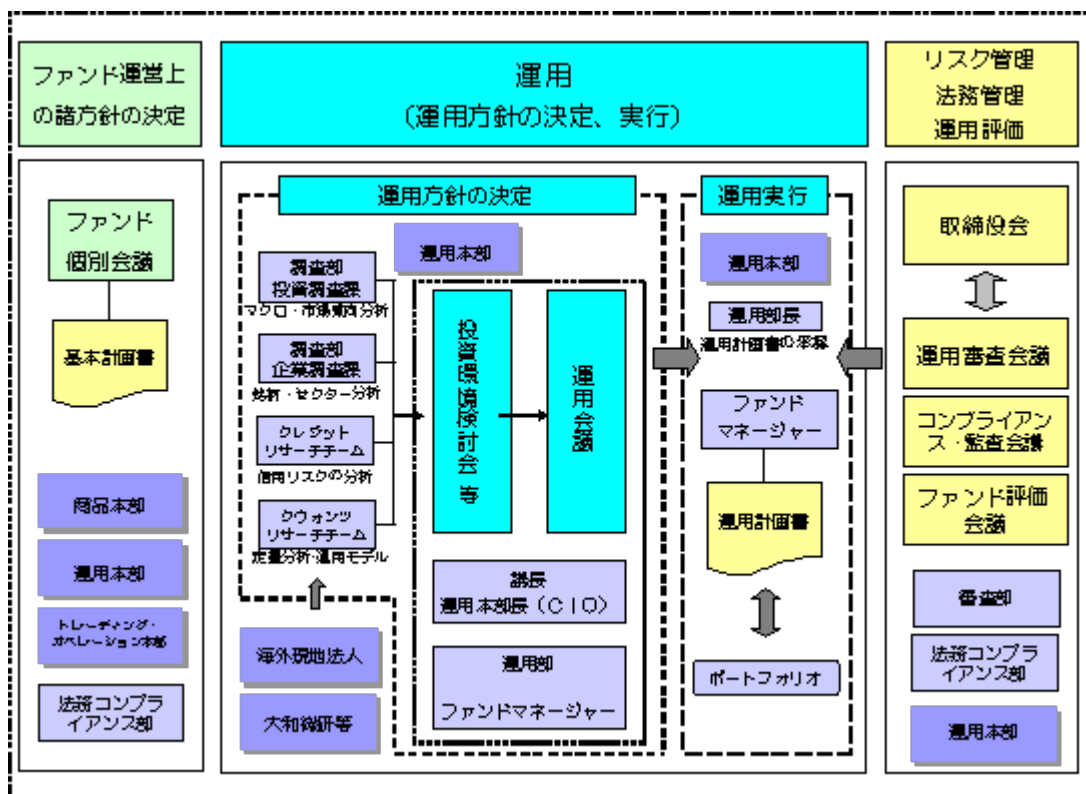 ファンド運営上
の諸方針の決定
ファンド
個別会議
基本計画書
商品本部
運用本部
トレーディング・
オペレーション本部
法務コンプラ
イアンス部
運用
(運用方針の決定、実行)
運用方針の決定
運用本部
調査部
投資調査課
マクロ・市場動向分析
調査部
企業調査課
銘柄・セクター分析
クレジット
リサーチチーム
信用リスクの分析
クウォンツ
リサーチチーム
定量分析・運用モデル
海外現地法人
大和総研等
投資環境検討会 等
運用会議
議長
運用本部長(CIO)
運用部
ファンドマネージャー
運用実行
運用本部
運用部長
運用計画書の承認
ファンド
マネージャー
運用計画書
ポートフォリオ
リスク管理
法務管理
運用評価
取締役会
運用審査会議
コンプライアン
ス・監査会議
ファンド評価
会議
審査部
法務コンプラ
イアンス部
運用本部